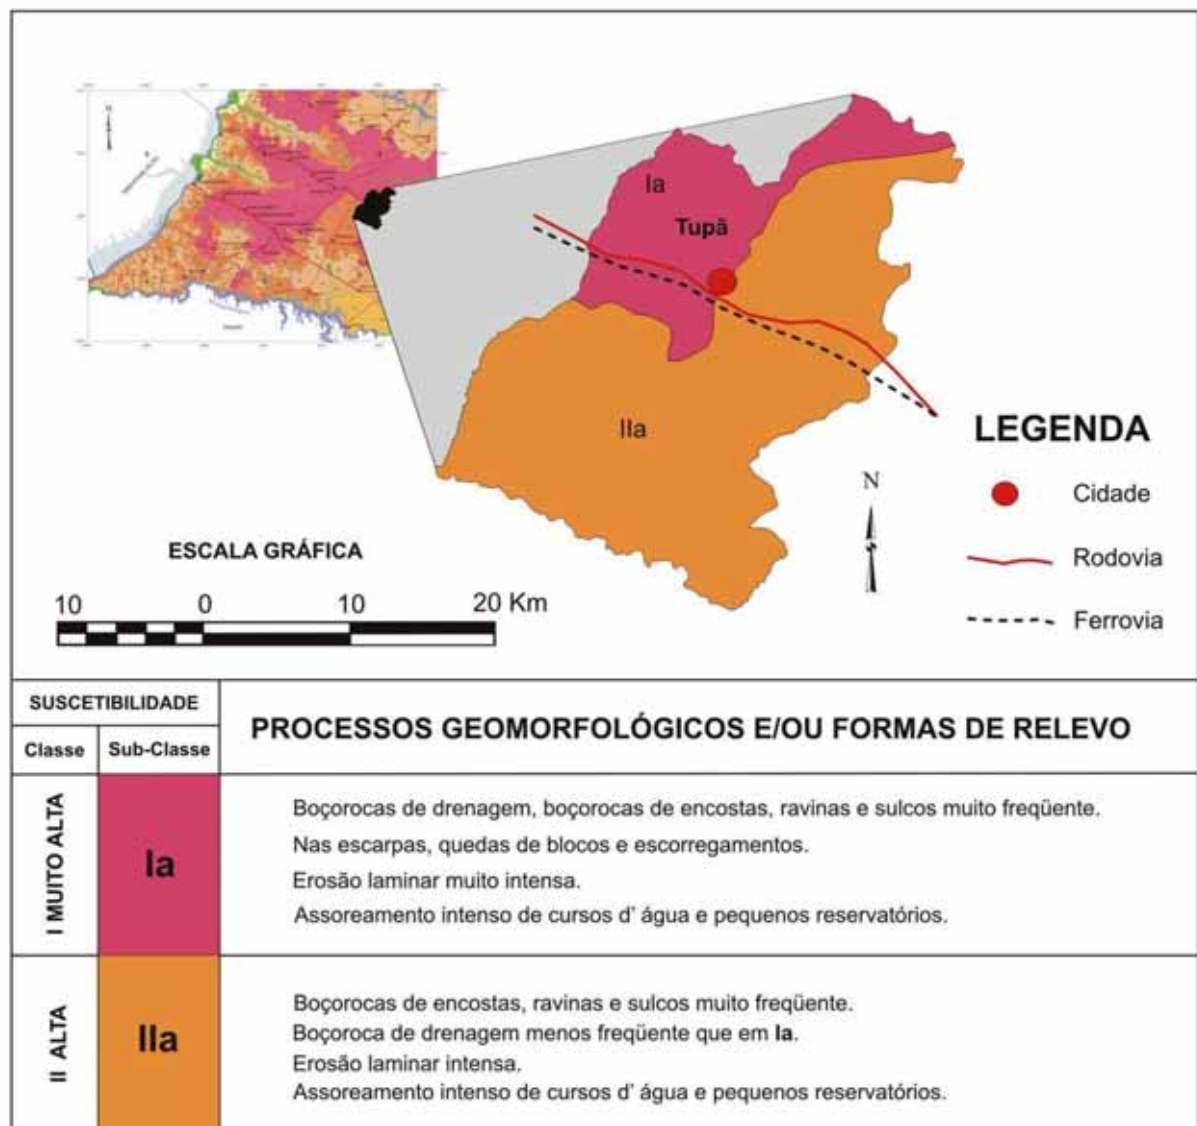 Ia
Tupã
IIa
LEGENDA
N
Cidade
Rodovia
Ferrovia
ESCALA GRÁFICA
10 0 10 20 Km
SUSCETIBILIDADE
Classe Sub-Classe
PROCESSOS GEOMORFOLÓGICOS E/OU FORMAS DE RELEVO
I MUITO ALTA
Ia
Boçorocas de drenagem, boçorocas de encostas, ravinas e sulcos muito freqüente.
Nas escarpas, quedas de blocos e escorregamentos.
Erosão laminar muito intensa.
Assoreamento intenso de cursos d' água e pequenos reservatórios.
II ALTA
IIa
Boçorocas de encostas, ravinas e sulcos muito freqüente.
Boçoroca de drenagem menos freqüente que em Ia.
Erosão laminar intensa.
Assoreamento intenso de cursos d' água e pequenos reservatórios.